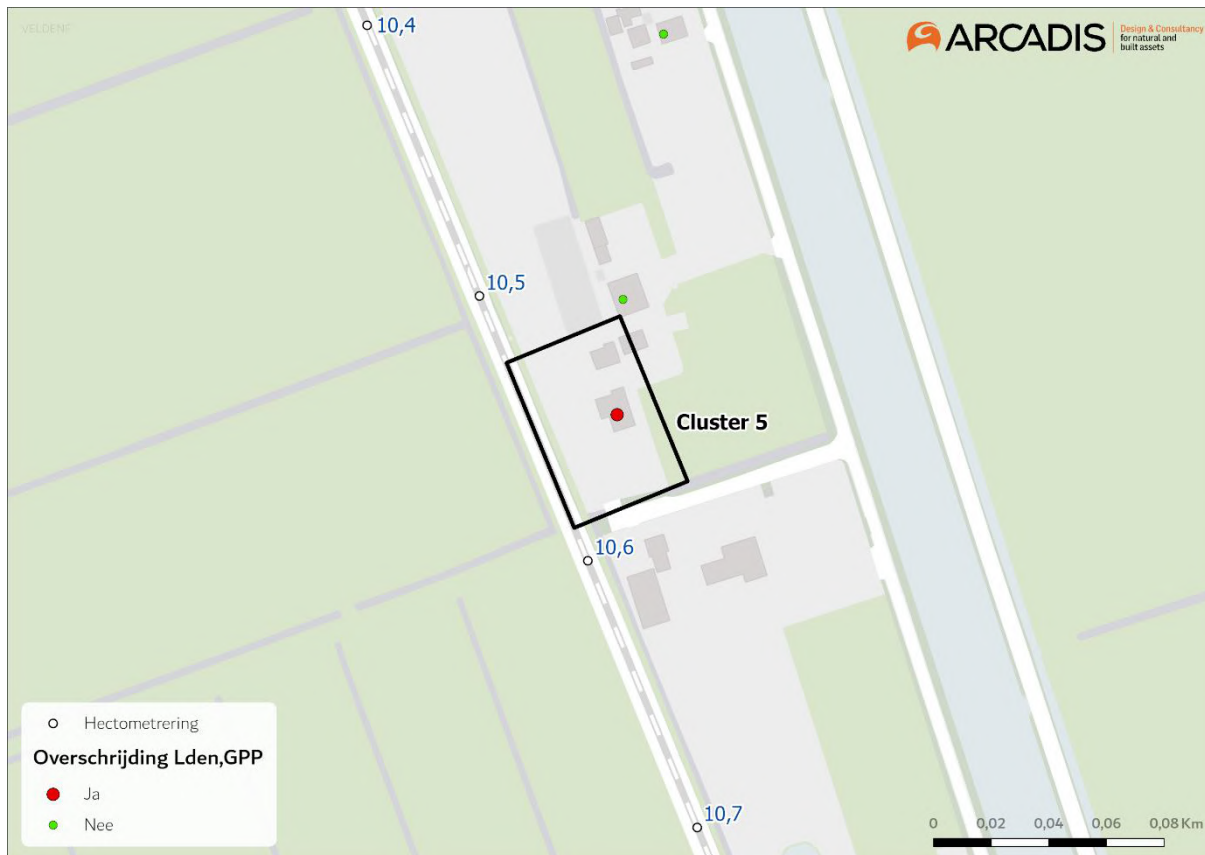 VELDENE
ARCADIS
Design & Consultancy
for natural and
built assets
10,4
10,5
Cluster 5
10,6
10,7
Hectometrering
Overschrijding Lden,GPP
Ja
Nee
0 0,02 0,04 0,06 0,08 Km